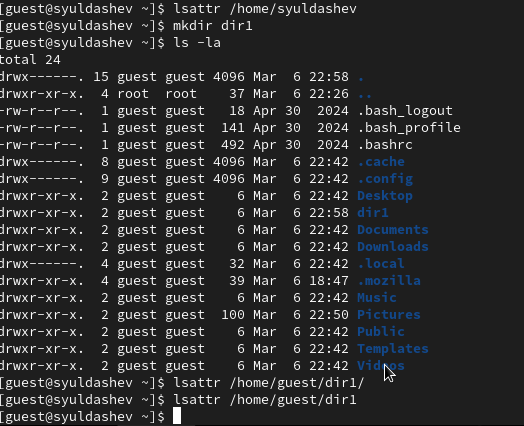 [guest@syuldashev ~]$ lsattr /home/syuldashev
[guest@syuldashev ~]$ mkdir dir1
[guest@syuldashev ~]$ ls -la
total 24
drwx------. 15 guest guest 4096 Mar  6 22:58 .
drwxr-xr-x.  4 root  root    37 Mar  6 22:26 ..
-rw-r--r--.  1 guest guest   18 Apr 30  2024 .bash_logout
-rw-r--r--.  1 guest guest  141 Apr 30  2024 .bash_profile
-rw-r--r--.  1 guest guest  492 Apr 30  2024 .bashrc
drwx------.  8 guest guest 4096 Mar  6 22:42 .cache
drwx------.  9 guest guest 4096 Mar  6 22:42 .config
drwxr-xr-x.  2 guest guest    6 Mar  6 22:42 Desktop
drwxr-xr-x.  2 guest guest    6 Mar  6 22:58 dir1
drwxr-xr-x.  2 guest guest    6 Mar  6 22:42 Documents
drwxr-xr-x.  2 guest guest    6 Mar  6 22:42 Downloads
drwx------.  4 guest guest   32 Mar  6 22:42 .local
drwxr-xr-x.  4 guest guest   39 Mar  6 18:47 .mozilla
drwxr-xr-x.  2 guest guest    6 Mar  6 22:42 Music
drwxr-xr-x.  2 guest guest  100 Mar  6 22:50 Pictures
drwxr-xr-x.  2 guest guest    6 Mar  6 22:42 Public
drwxr-xr-x.  2 guest guest    6 Mar  6 22:42 Templates
drwxr-xr-x.  2 guest guest    6 Mar  6 22:42 Videos
[guest@syuldashev ~]$ lsattr /home/guest/dir1/
[guest@syuldashev ~]$ lsattr /home/guest/dir1
[guest@syuldashev ~]$